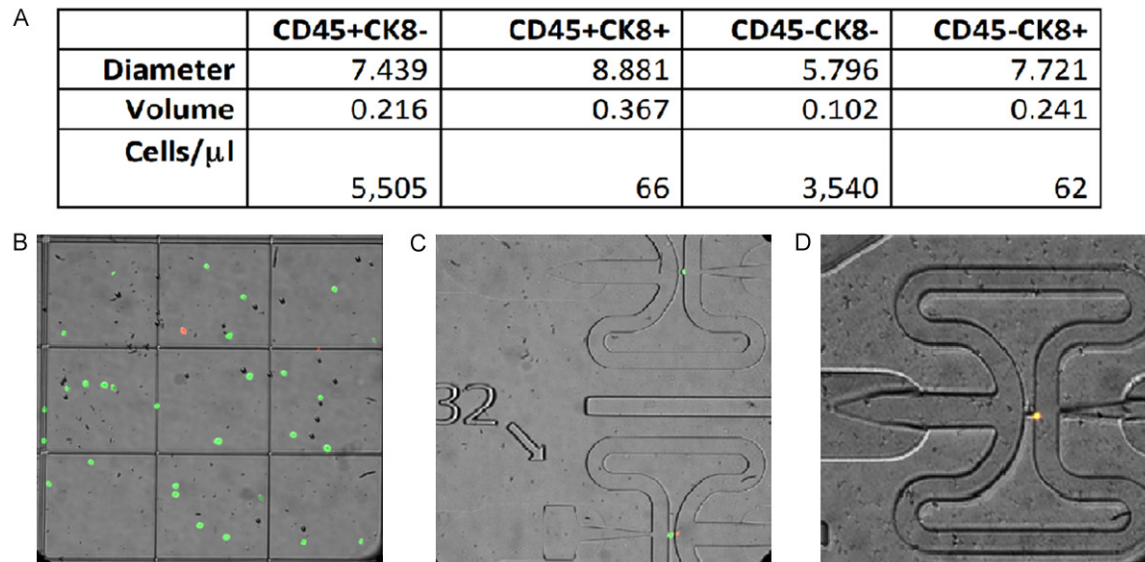 A
CD45+CK8- CD45+CK8+ CD45-CK8- CD45-CK8+
Diameter 7.439 8.881 5.796 7.721
Volume 0.216 0.367 0.102 0.241
Cells/μl
5,505 66 3,540 62
B C D
32